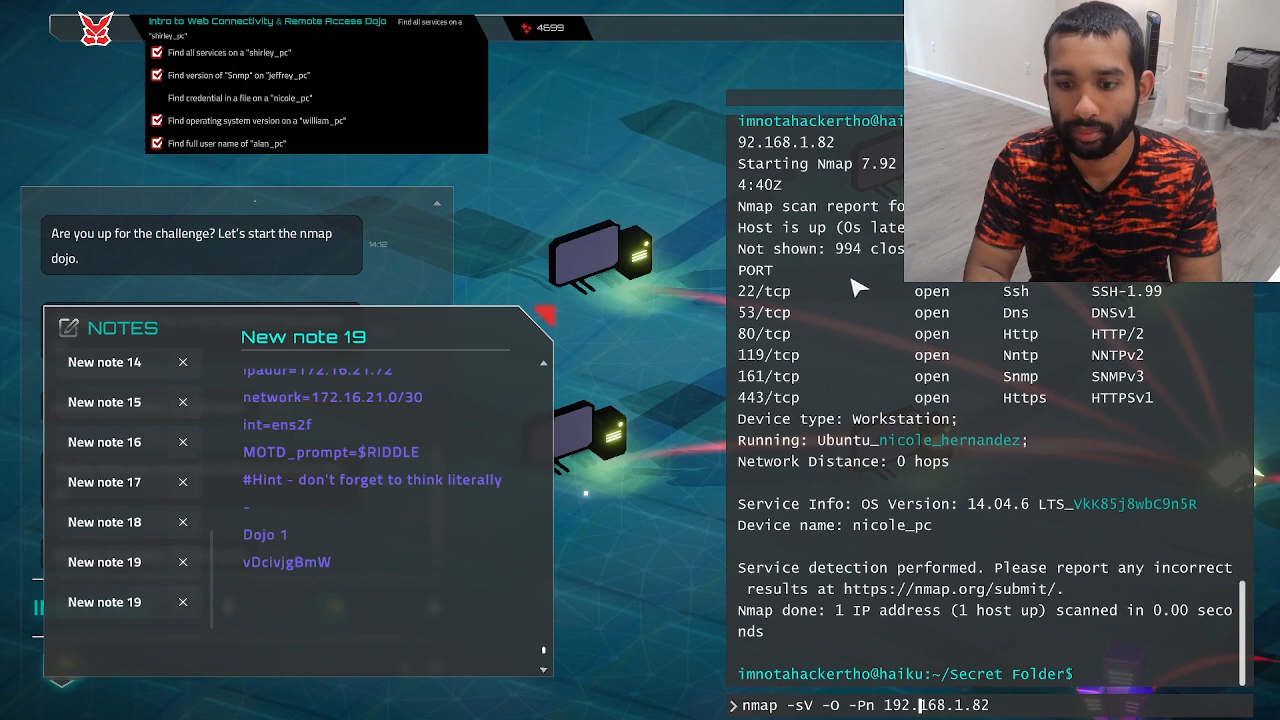 Intro to Web Connectivity & Remote Access Dojo
Find all services on a
"shirley_pc"
Find all services on a "shirley_pc"
Find version of "Snmp" on "jeffrey_pc"
Find credential in a file on a "nicole_pc"
Find operating system version on a "william_pc"
Find full user name of "alan_pc"
4699
Are you up for the challenge? Let's start the nmap
dojo.
14:12
NOTES
New note 14
New note 15
New note 16
New note 17
New note 18
New note 19
New note 19
New note 19
ipaddr=172.16.21.72
network=172.16.21.0/30
int=ens2f
MOTD_prompt=$RIDDLE
#Hint - don't forget to think literally
-
Dojo 1
imnotahackertho@hai
92.168.1.82
Starting Nmap 7.92
4:40Z
Nmap scan report fo
Host is up (0s late
Not shown: 994 clos
PORT
22/tcp open Ssh SSH-1.99
53/tcp open Dns DNSv1
80/tcp open Http HTTP/2
119/tcp open Nntp NNTPv2
161/tcp open Snmp SNMPv3
443/tcp open Https HTTPSv1
Device type: Workstation;
Running: Ubuntu_nicole_hernandez;
Network Distance: 0 hops
Service Info: OS Version: 14.04.6 LTS_VkK85j8wbC9n5R
Device name: nicole_pc
Service detection performed. Please report any incorrect
results at https://nmap.org/submit/.
Nmap done: 1 IP address (1 host up) scanned in 0.00 seco
nds
imnotahackertho@haiku:~/Secret Folder$
> nmap -sV -O -Pn 192.168.1.82